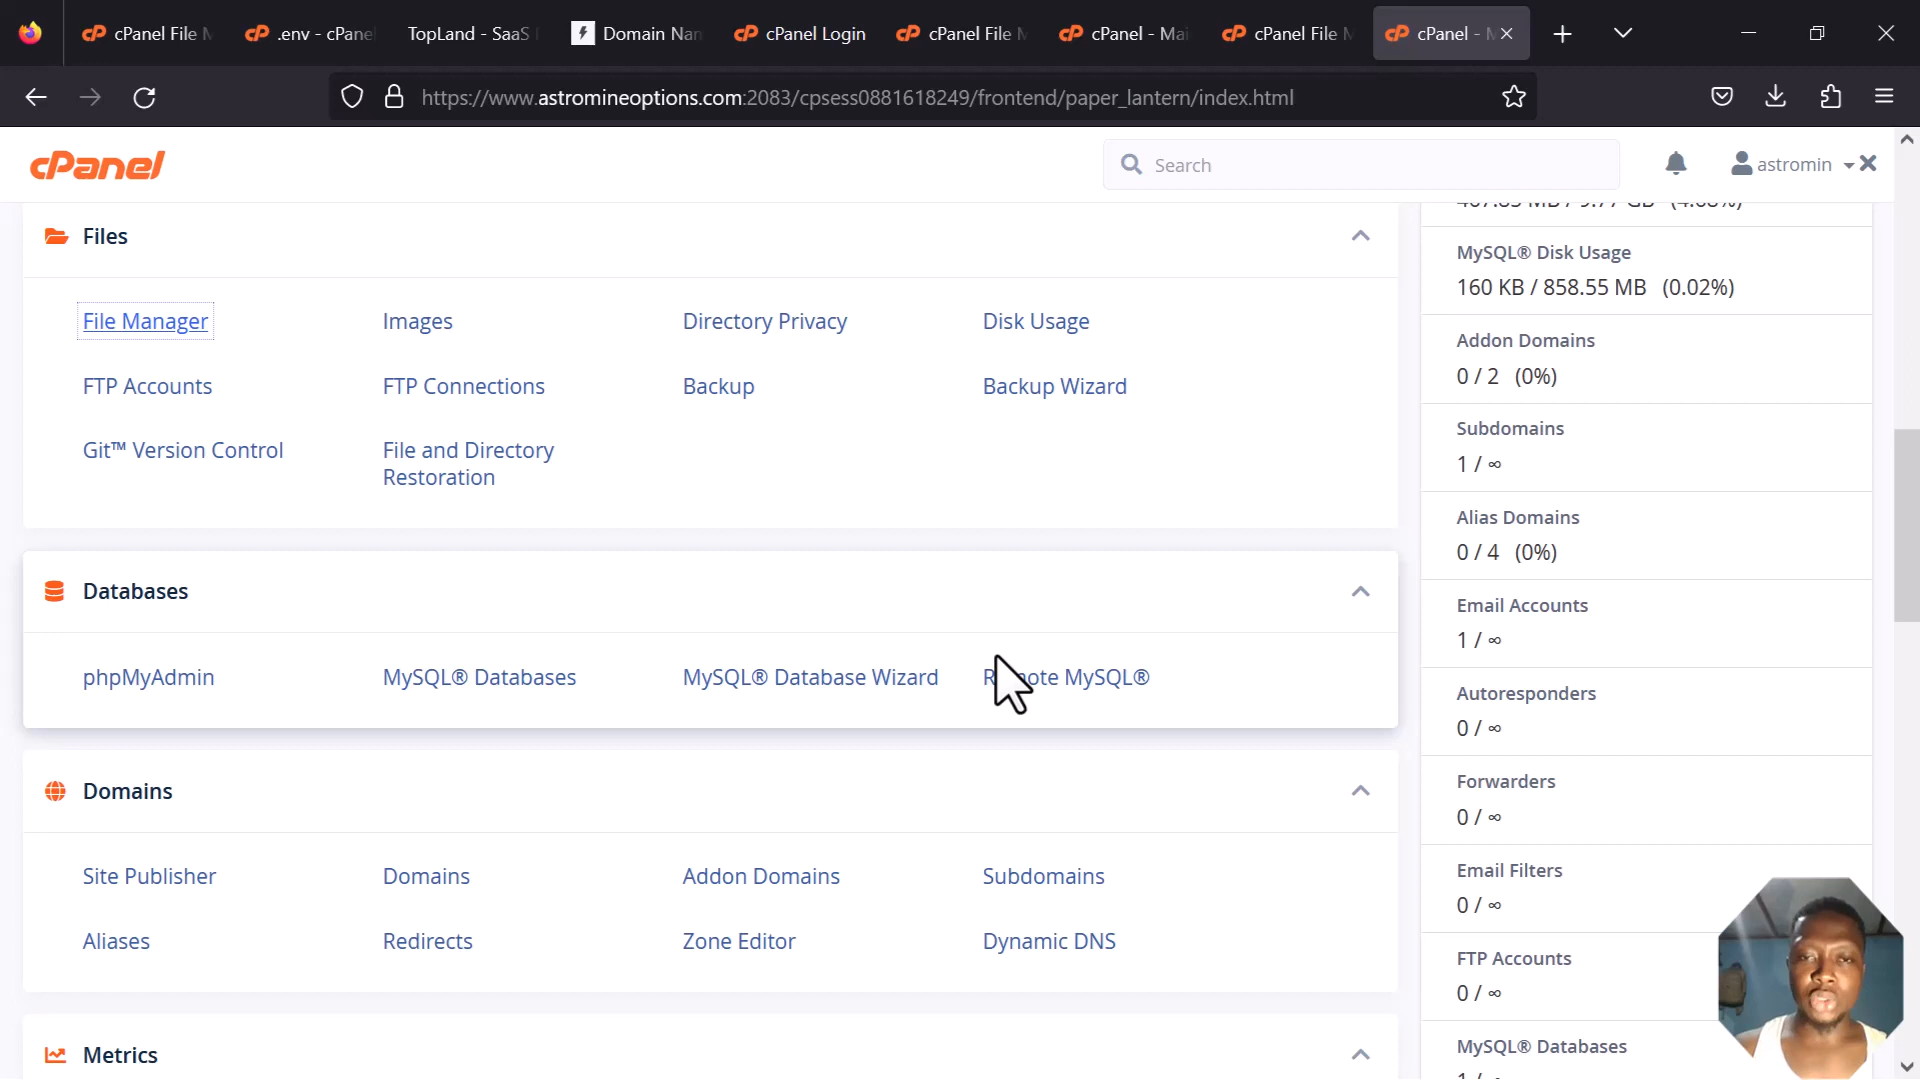 cPanel File M
.env - cPanel
TopLand - SaaS
Domain Nam
cPanel Login
cPanel File M
cPanel - Mai
cPanel File M
cPanel - M
https://www.astromineoptions.com:2083/cpsess0881618249/frontend/paper_lantern/index.html
cPanel
Search
astromin
Files
File Manager
Images
Directory Privacy
Disk Usage
FTP Accounts
FTP Connections
Backup
Backup Wizard
Git™ Version Control
File and Directory
Restoration
Databases
phpMyAdmin
MySQL® Databases
MySQL® Database Wizard
Remote MySQL®
Domains
Site Publisher
Domains
Addon Domains
Subdomains
Aliases
Redirects
Zone Editor
Dynamic DNS
Metrics
MySQL® Disk Usage
160 KB / 858.55 MB (0.02%)
Addon Domains
0 / 2 (0%)
Subdomains
1 / ∞
Alias Domains
0 / 4 (0%)
Email Accounts
1 / ∞
Autoresponders
0 / ∞
Forwarders
0 / ∞
Email Filters
0 / ∞
FTP Accounts
0 / ∞
MySQL® Databases